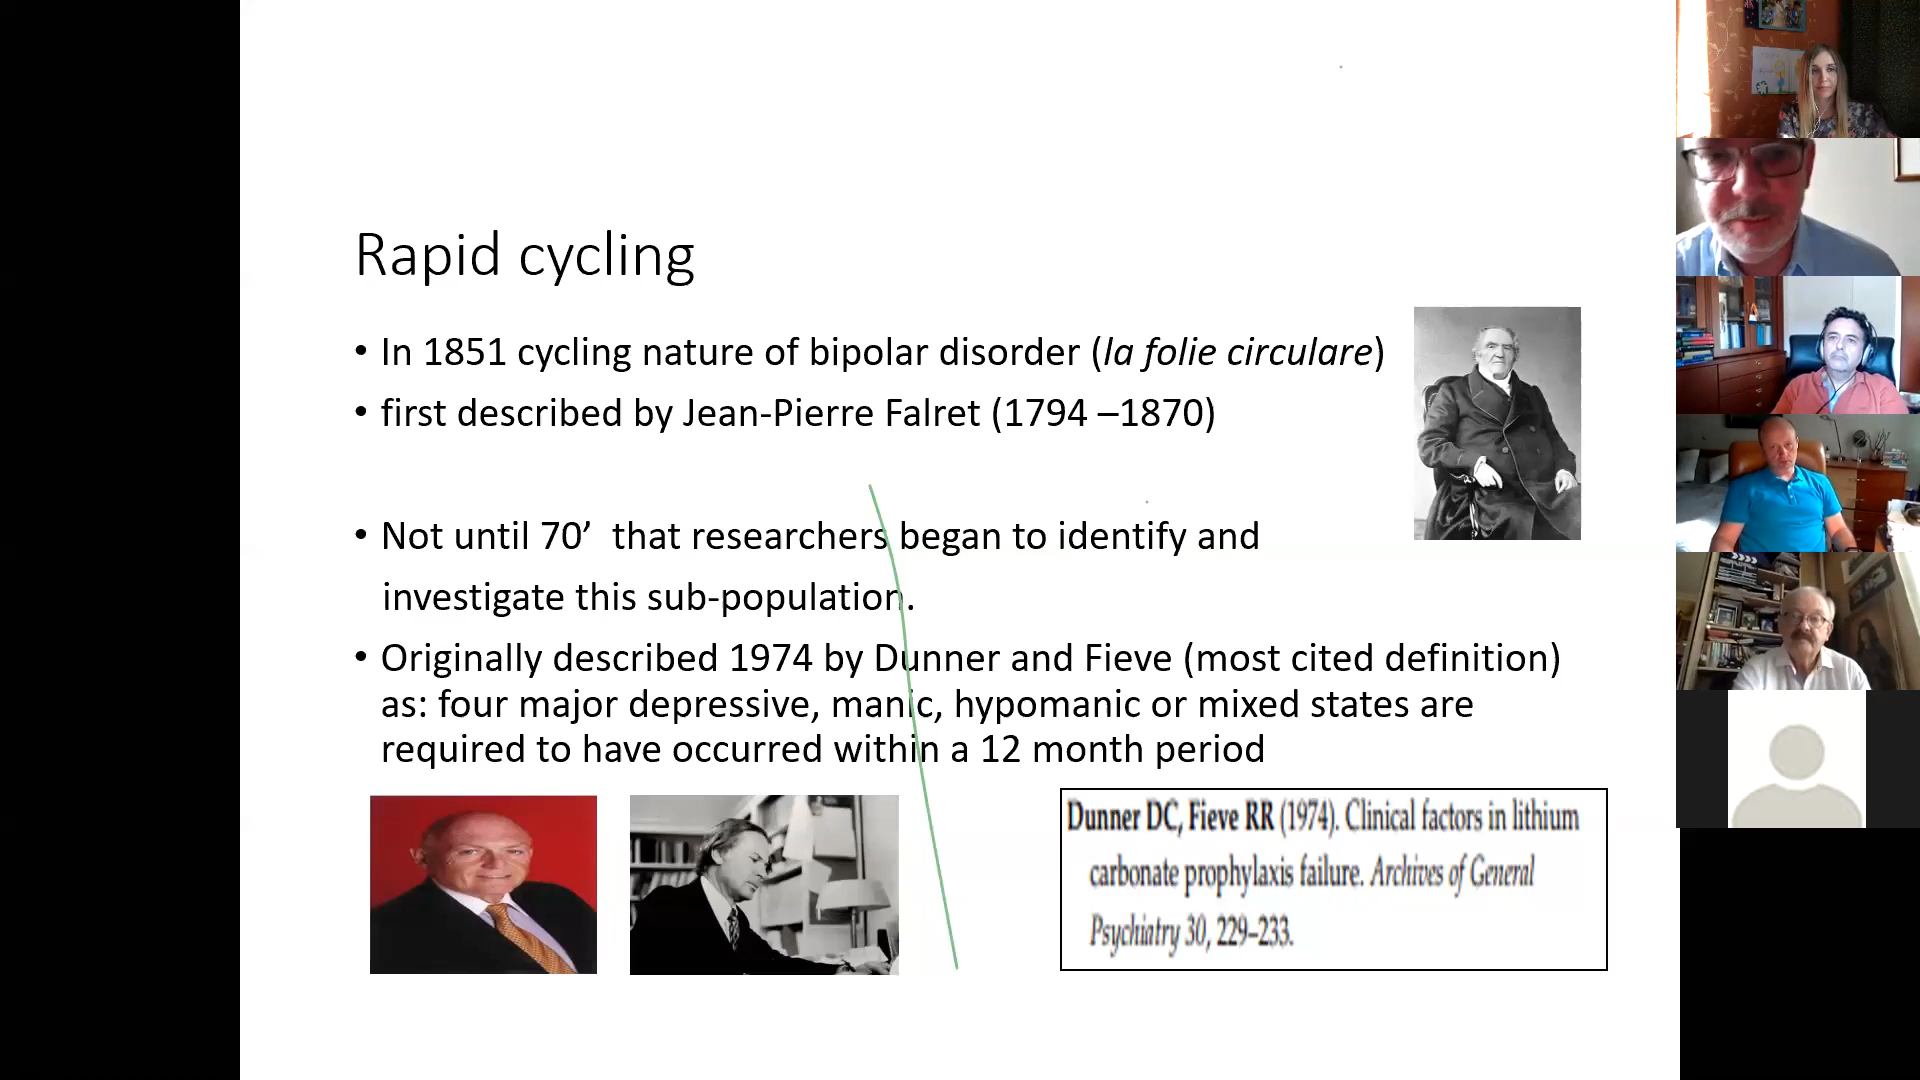 Rapid cycling
• In 1851 cycling nature of bipolar disorder (la folie circulare)
• first described by Jean-Pierre Falret (1794 –1870)
• Not until 70’  that researchers began to identify and
investigate this sub-population.
• Originally described 1974 by Dunner and Fieve (most cited definition)
as: four major depressive, manic, hypomanic or mixed states are
required to have occurred within a 12 month period
Dunner DC, Fieve RR (1974). Clinical factors in lithium
carbonate prophylaxis failure. Archives of General
Psychiatry 30, 229–233.